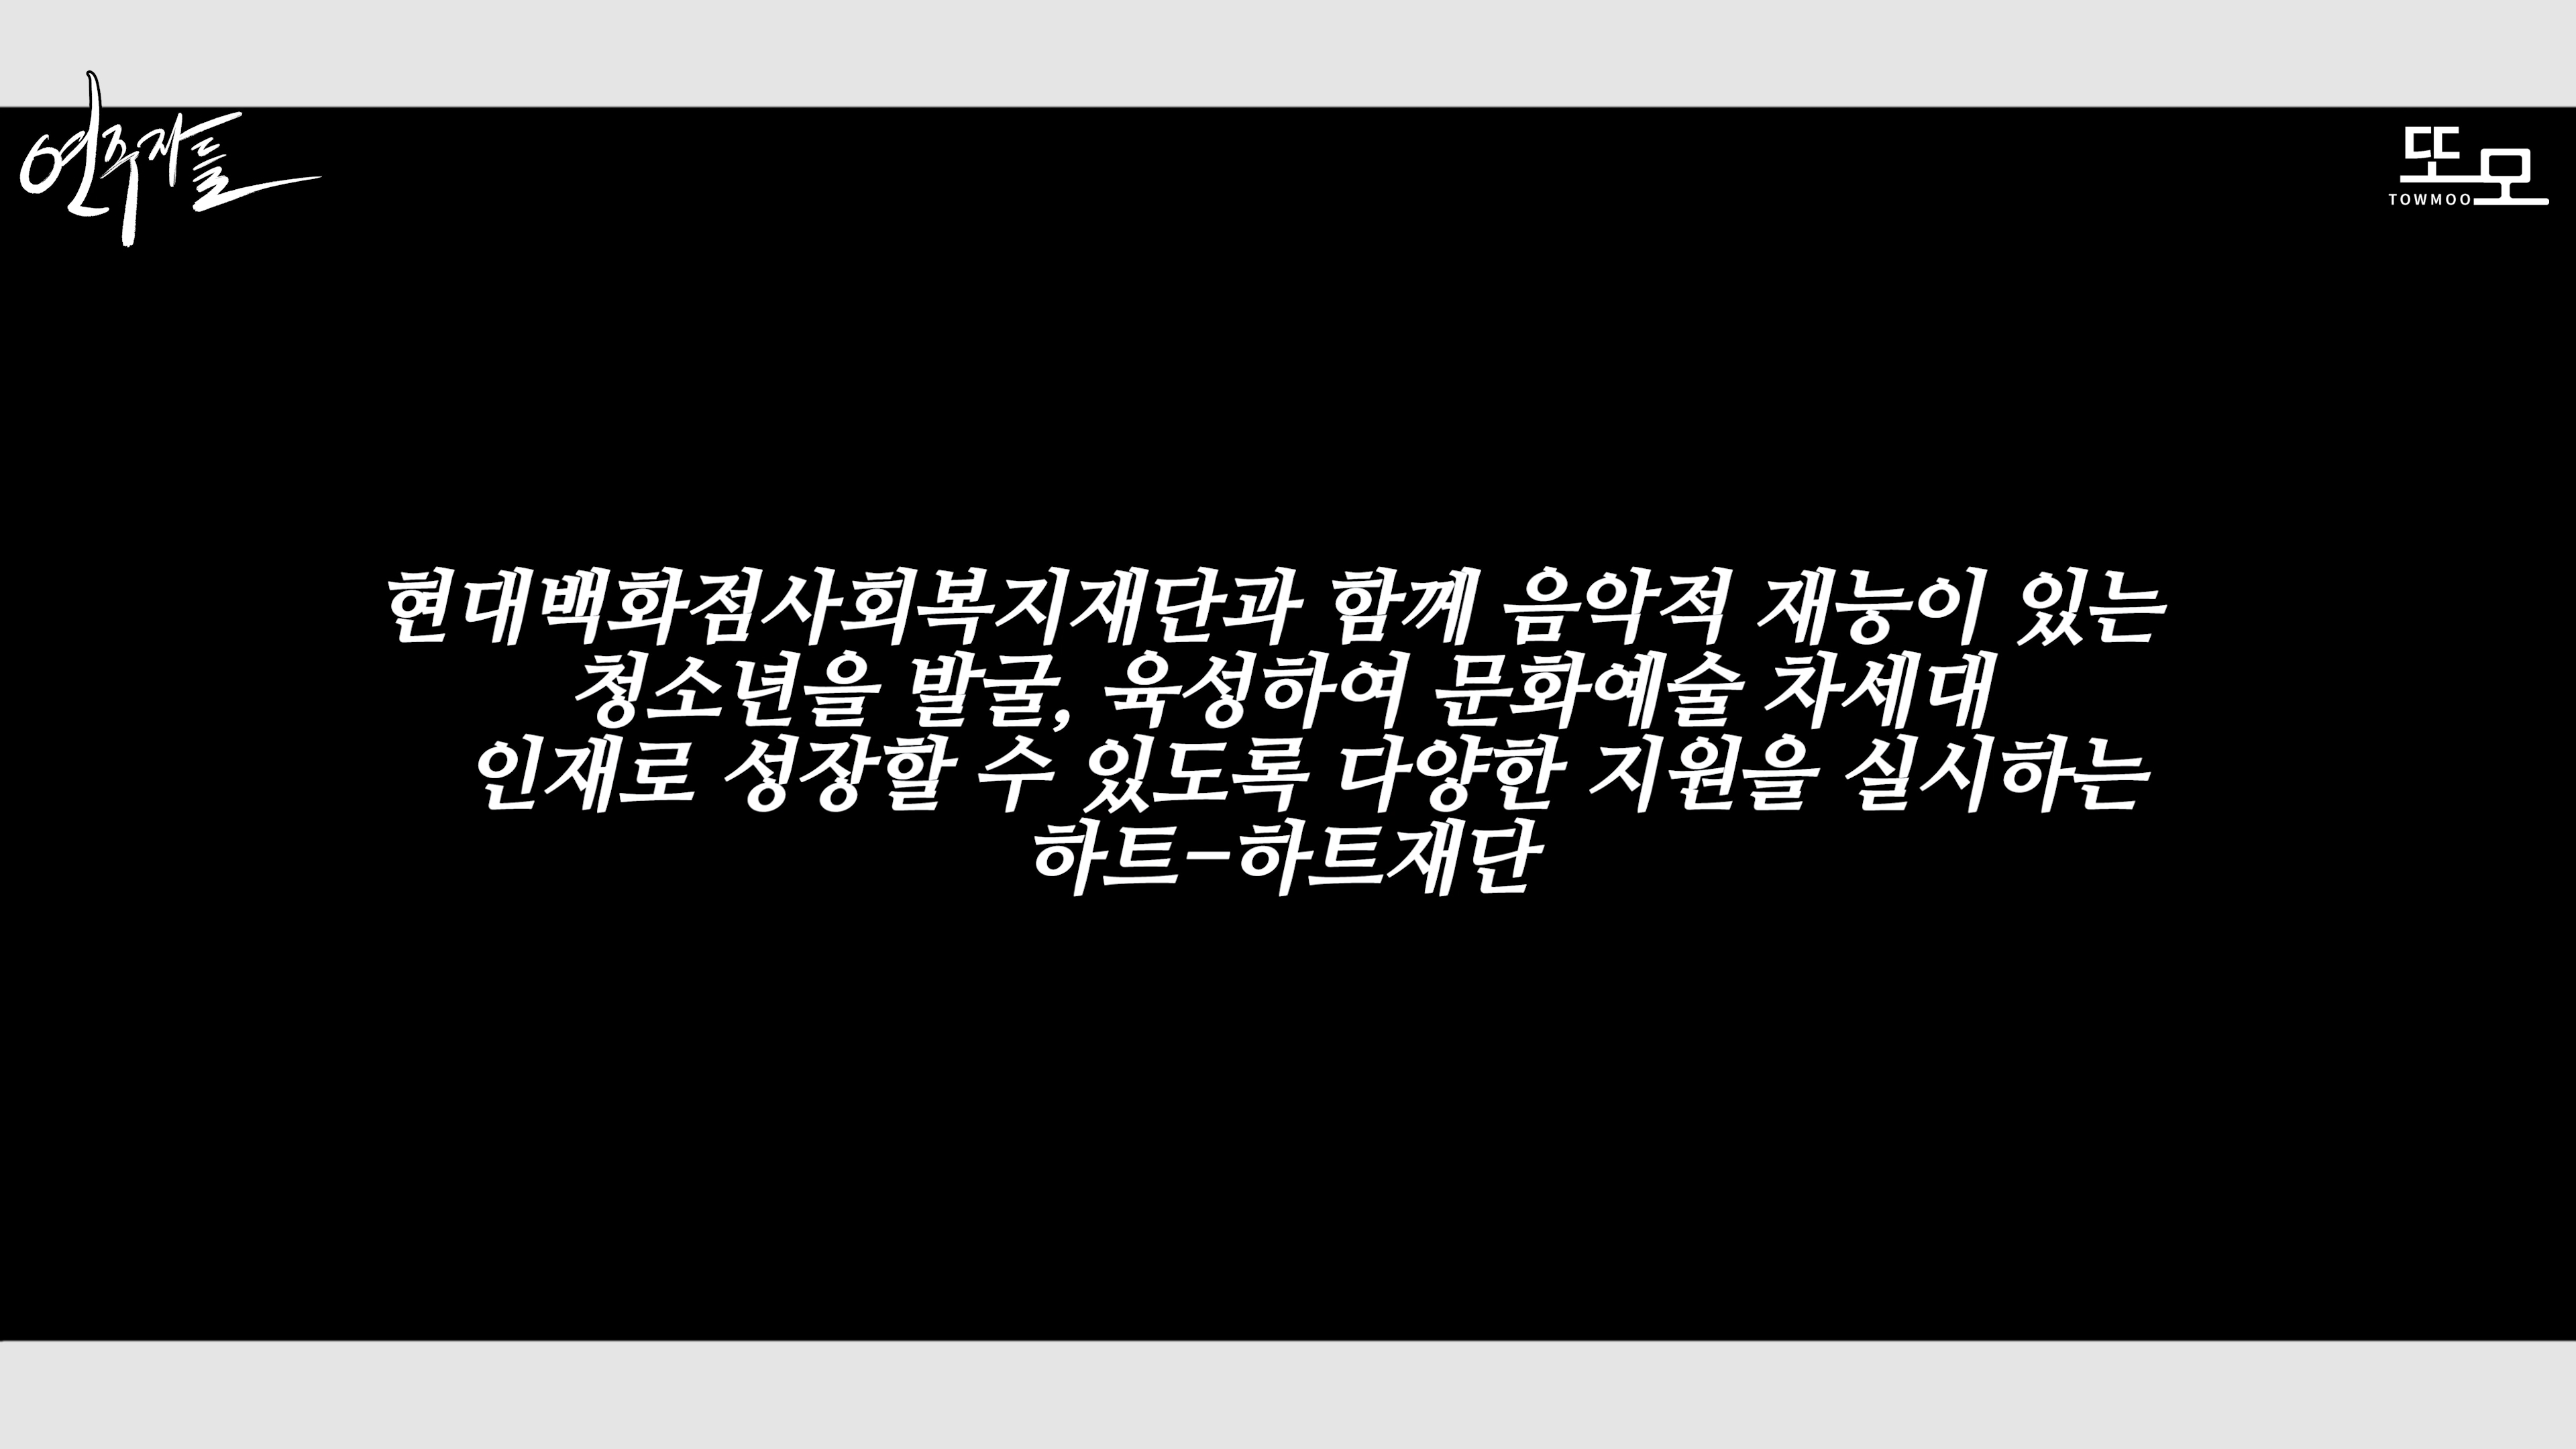 연주자들
또모
TOWMOO
현대백화점사회복지재단과 함께 음악적 재능이 있는
청소년을 발굴, 육성하여 문화예술 차세대
인재로 성장할 수 있도록 다양한 지원을 실시하는
하트-하트재단